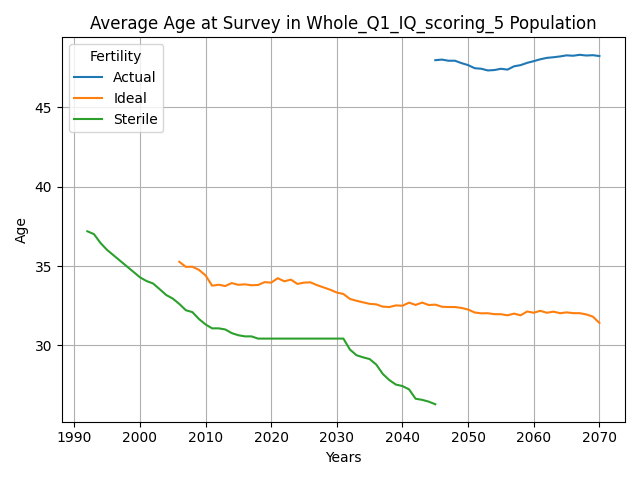 Average Age at Survey in Whole_Q1_IQ_scoring_5 Population
Fertility
Actual
Ideal
Sterile
45
40
35
30
Age
1990 2000 2010 2020 2030 2040 2050 2060 2070
Years